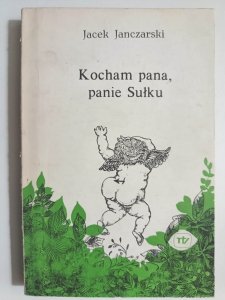 Jacek Janczarski
Kocham pana,
panie Sułku